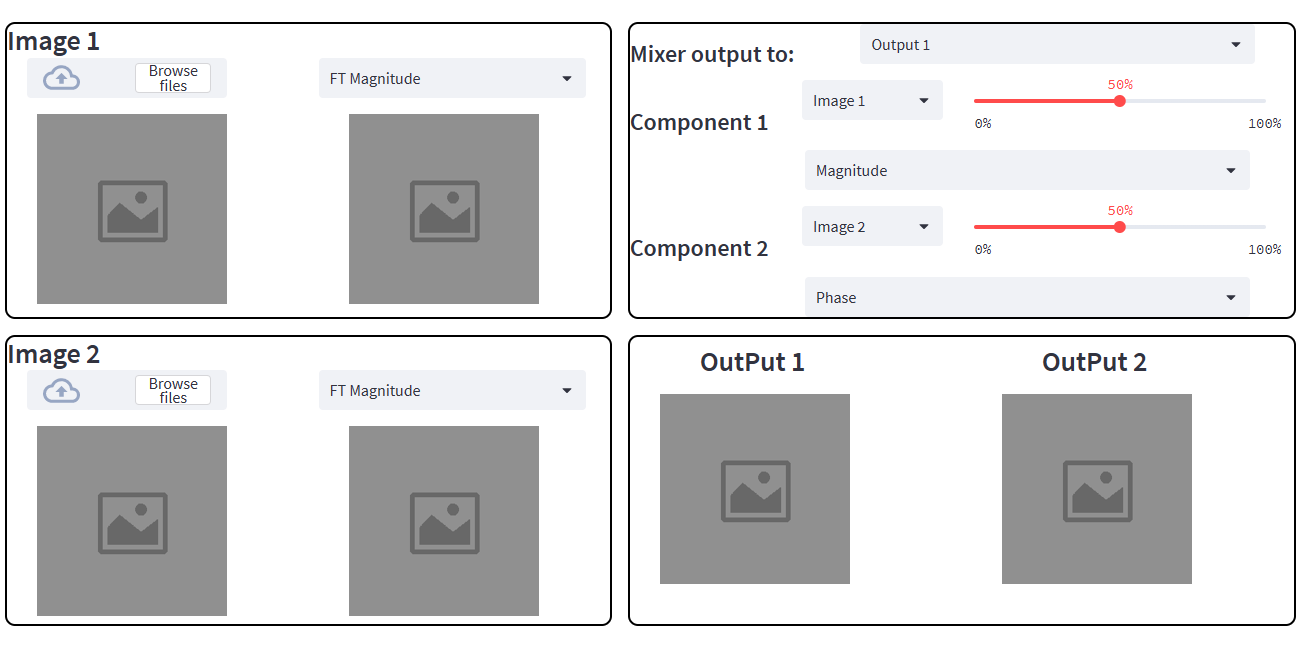 Image 1
Browse
files
FT Magnitude
Mixer output to:
Output 1
Component 1
Image 1
50%
0%
100%
Magnitude
Component 2
Image 2
50%
0%
100%
Phase
Image 2
Browse
files
FT Magnitude
OutPut 1
OutPut 2